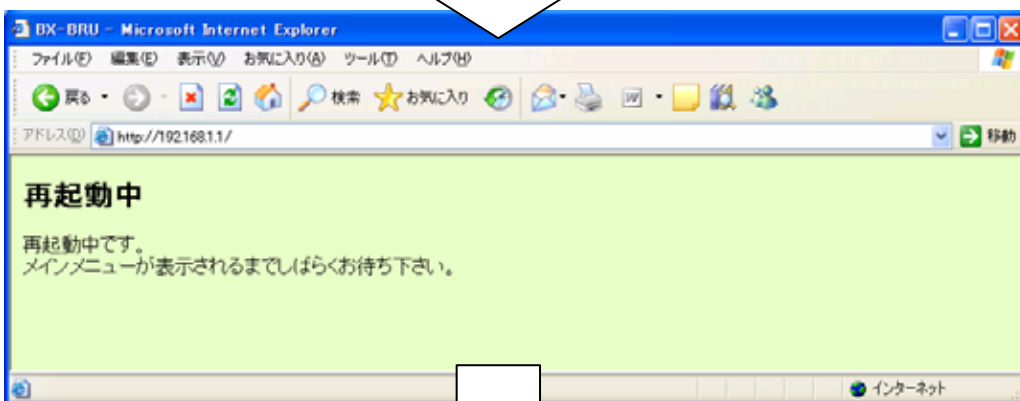 BX-BRU - Microsoft Internet Explorer
ファイル(F) 編集(E) 表示(V) お気に入り(A) ツール(T) ヘルプ(H)
戻る 検索 お気に入り
アドレス(D) http://192.168.1.1/ 移動
再起動中
再起動中です。
メインメニューが表示されるまでしばらくお待ち下さい。
インターネット